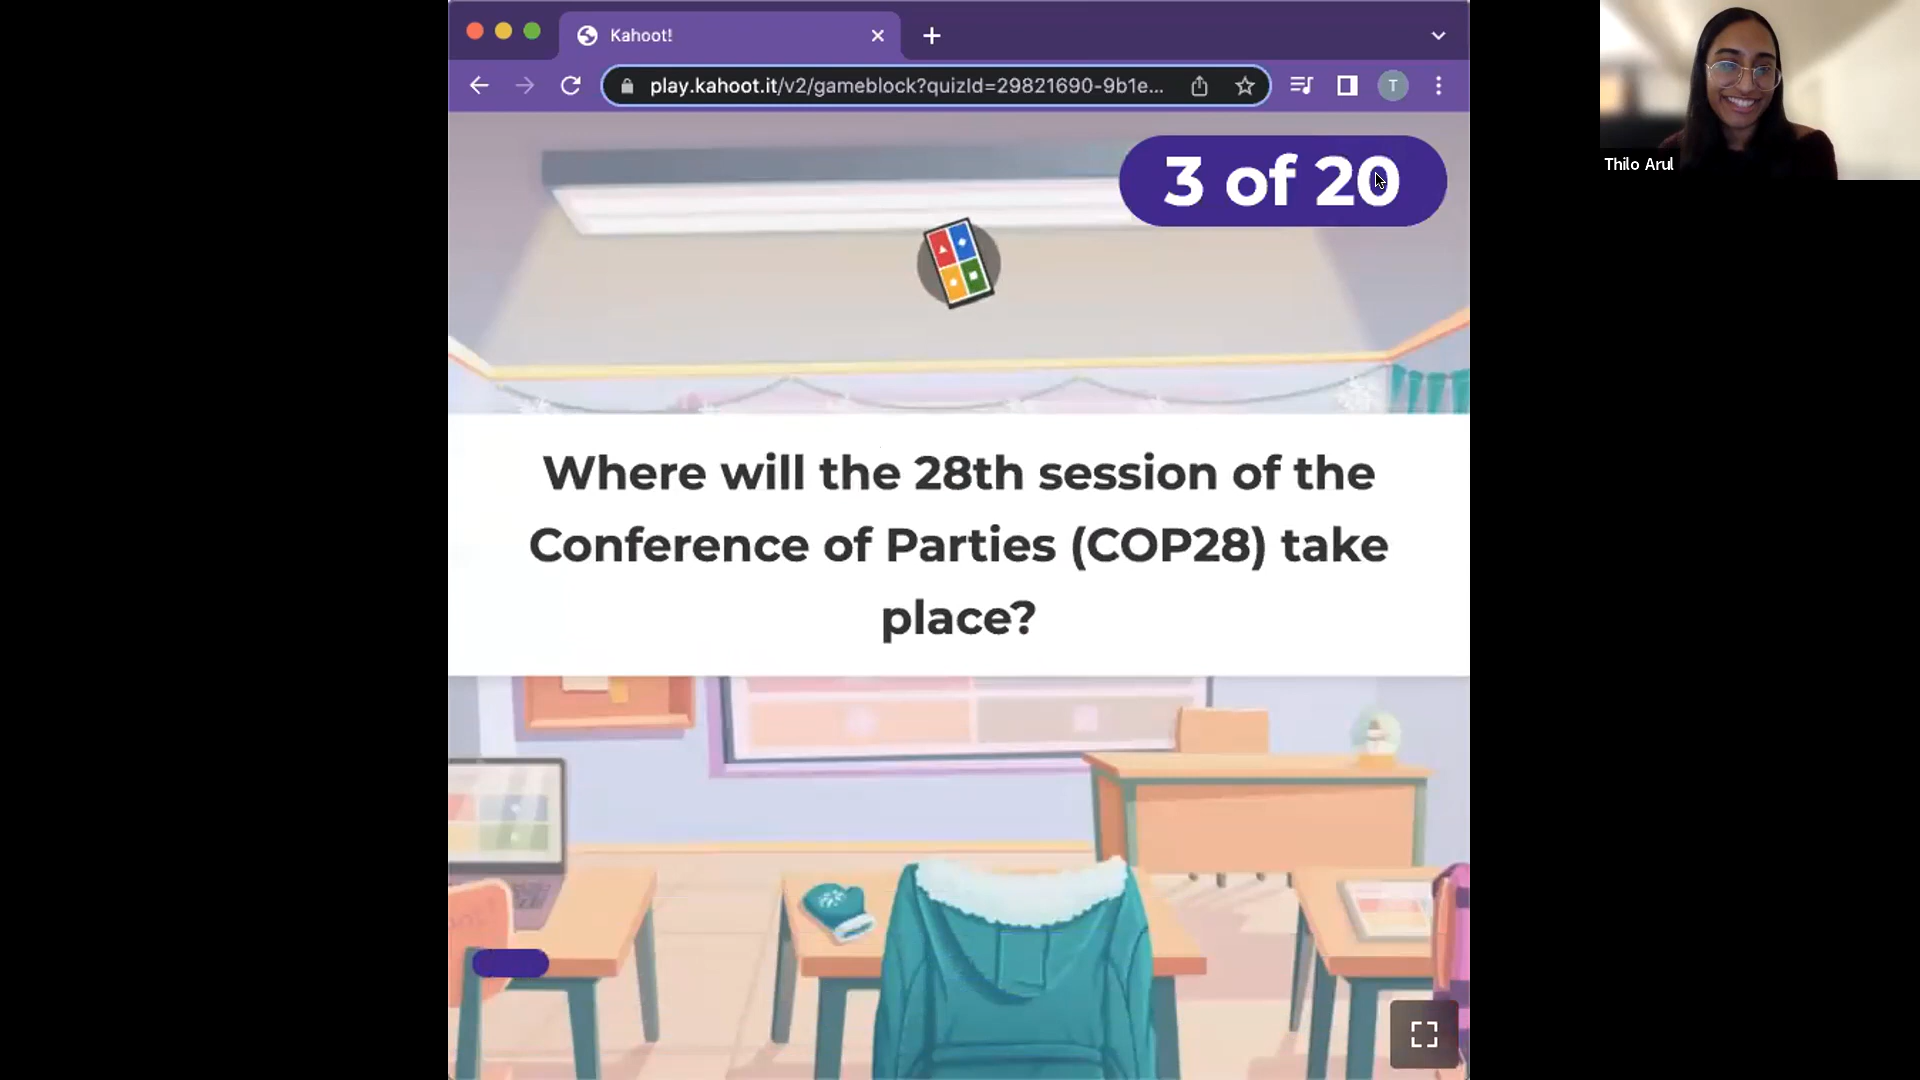 Kahoot!
play.kahoot.it/v2/gameblock?quizId=29821690-9b1e...
T
3 of 20
Where will the 28th session of the
Conference of Parties (COP28) take
place?
Thilo Arul